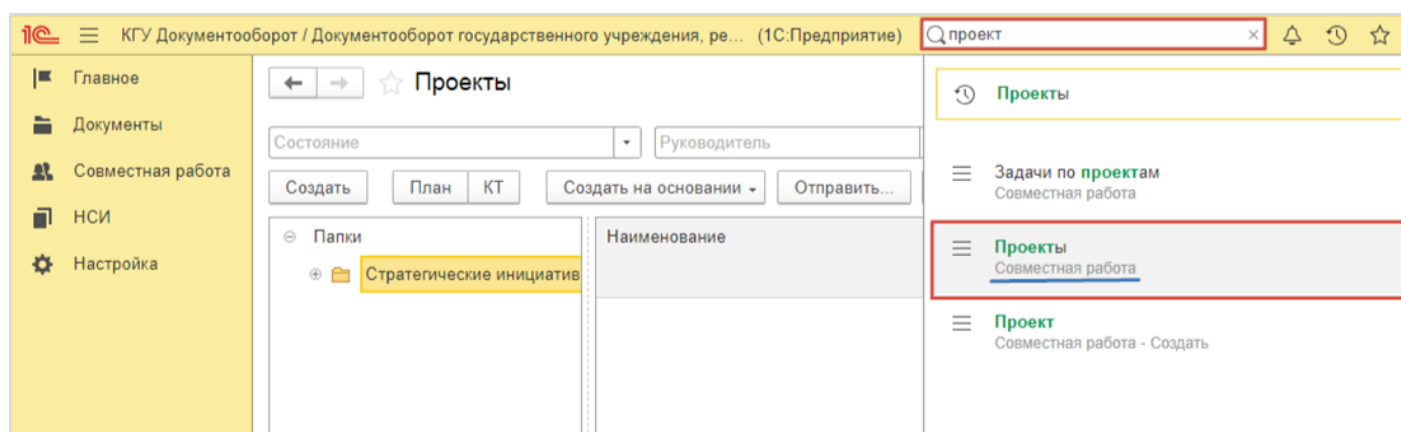 1С КГУ Документооборот / Документооборот государственного учреждения, ре... (1С:Предприятие) проект
Главное
Документы
Совместная работа
НСИ
Настройка
Проекты
Состояние Руководитель
Создать План КТ Создать на основании Отправить...
Папки Наименование
Стратегические инициатив
Проекты
Задачи по проектам
Совместная работа
Проекты
Совместная работа
Проект
Совместная работа - Создать